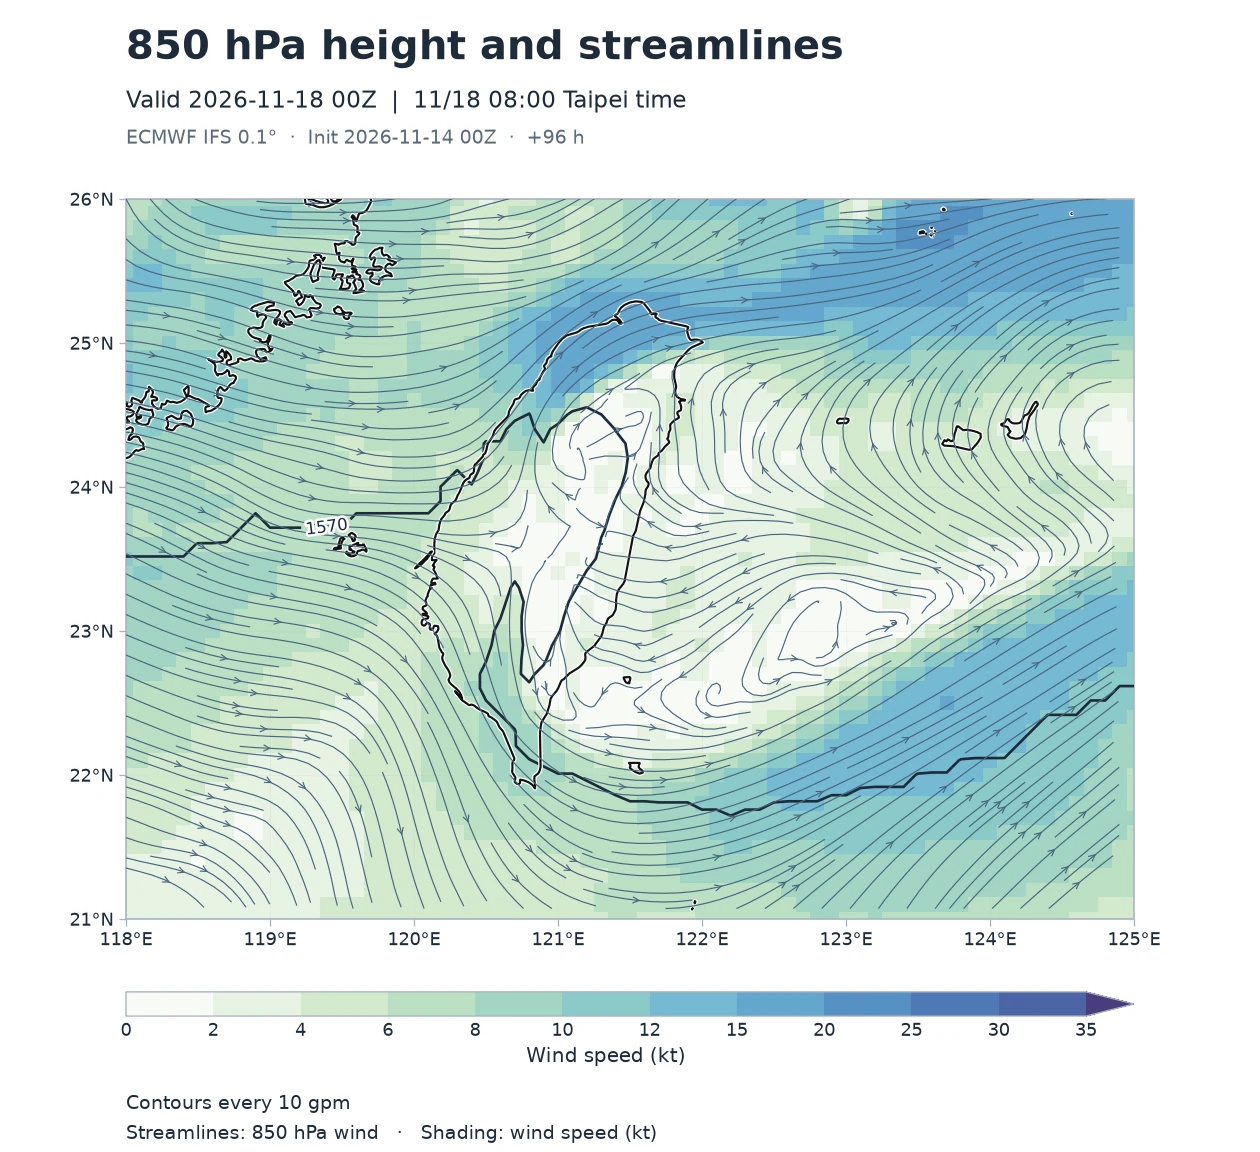 850 hPa height and streamlines
Valid 2026-11-18 00Z | 11/18 08:00 Taipei time
ECMWF IFS 0.1° · Init 2026-11-14 00Z · +96 h
26°N
25°N
24°N
1570
23°N
22°N
21°N
118°E 119°E 120°E 121°E 122°E 123°E 124°E 125°E
0 2 4 6 8 10 12 15 20 25 30 35
Wind speed (kt)
Contours every 10 gpm
Streamlines: 850 hPa wind · Shading: wind speed (kt)